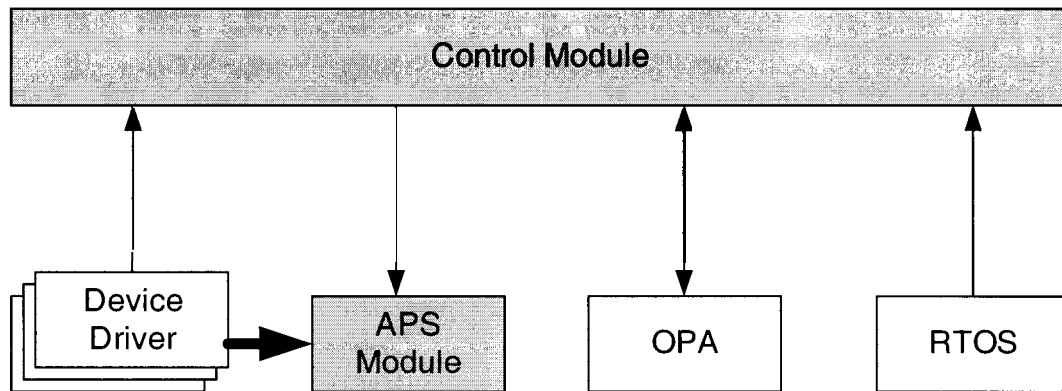 Control Module
Device
Driver
APS
Module
OPA
RTOS